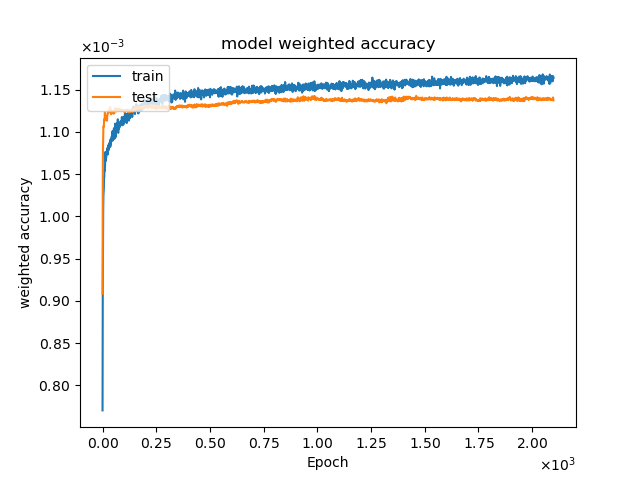 ×10⁻³
model weighted accuracy
train
test
weighted accuracy
1.15
1.10
1.05
1.00
0.95
0.90
0.85
0.80
0.00 0.25 0.50 0.75 1.00 1.25 1.50 1.75 2.00
Epoch
×10³